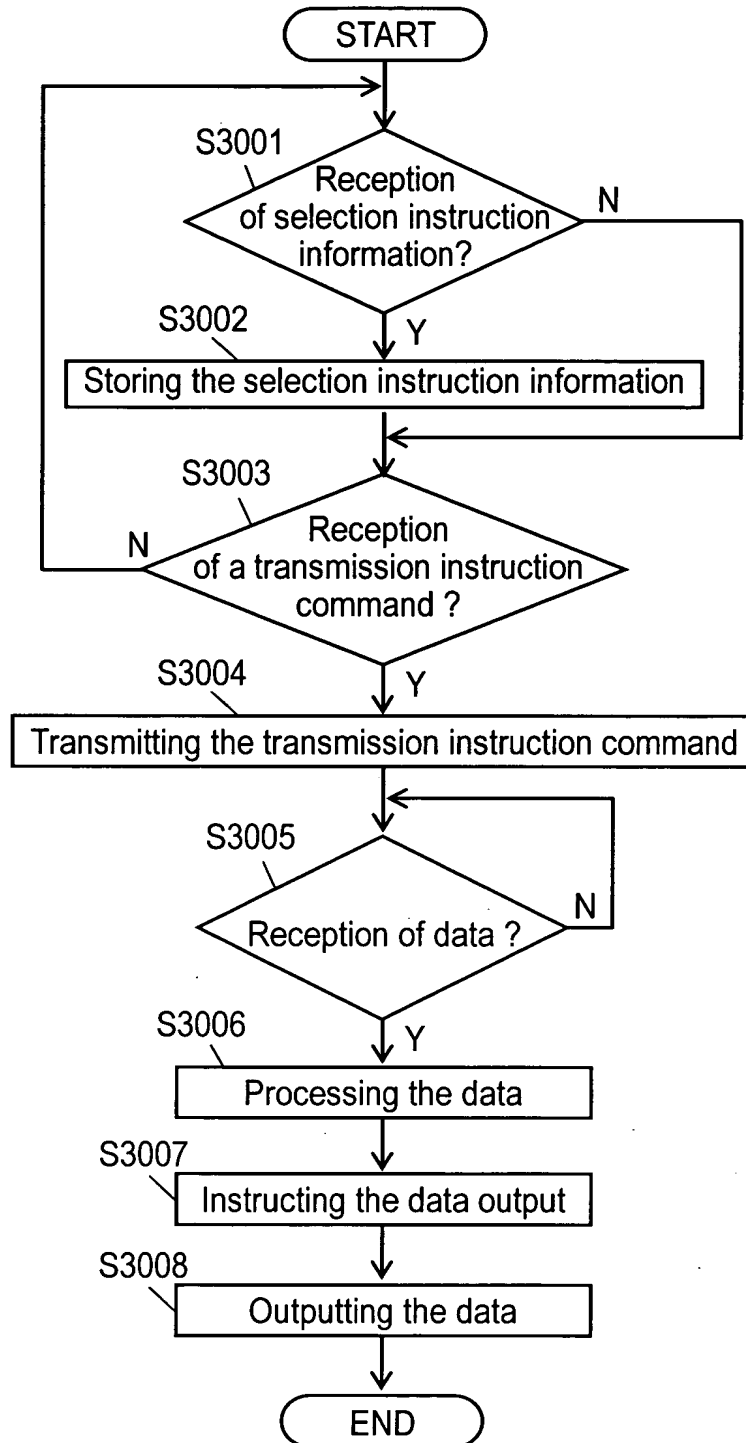 START
S3001
Reception
of selection instruction
information?
N
S3002
Y
Storing the selection instruction information
S3003
Reception
of a transmission instruction
command ?
N
S3004
Y
Transmitting the transmission instruction command
S3005
Reception of data ?
N
S3006
Y
Processing the data
S3007
Instructing the data output
S3008
Outputting the data
END